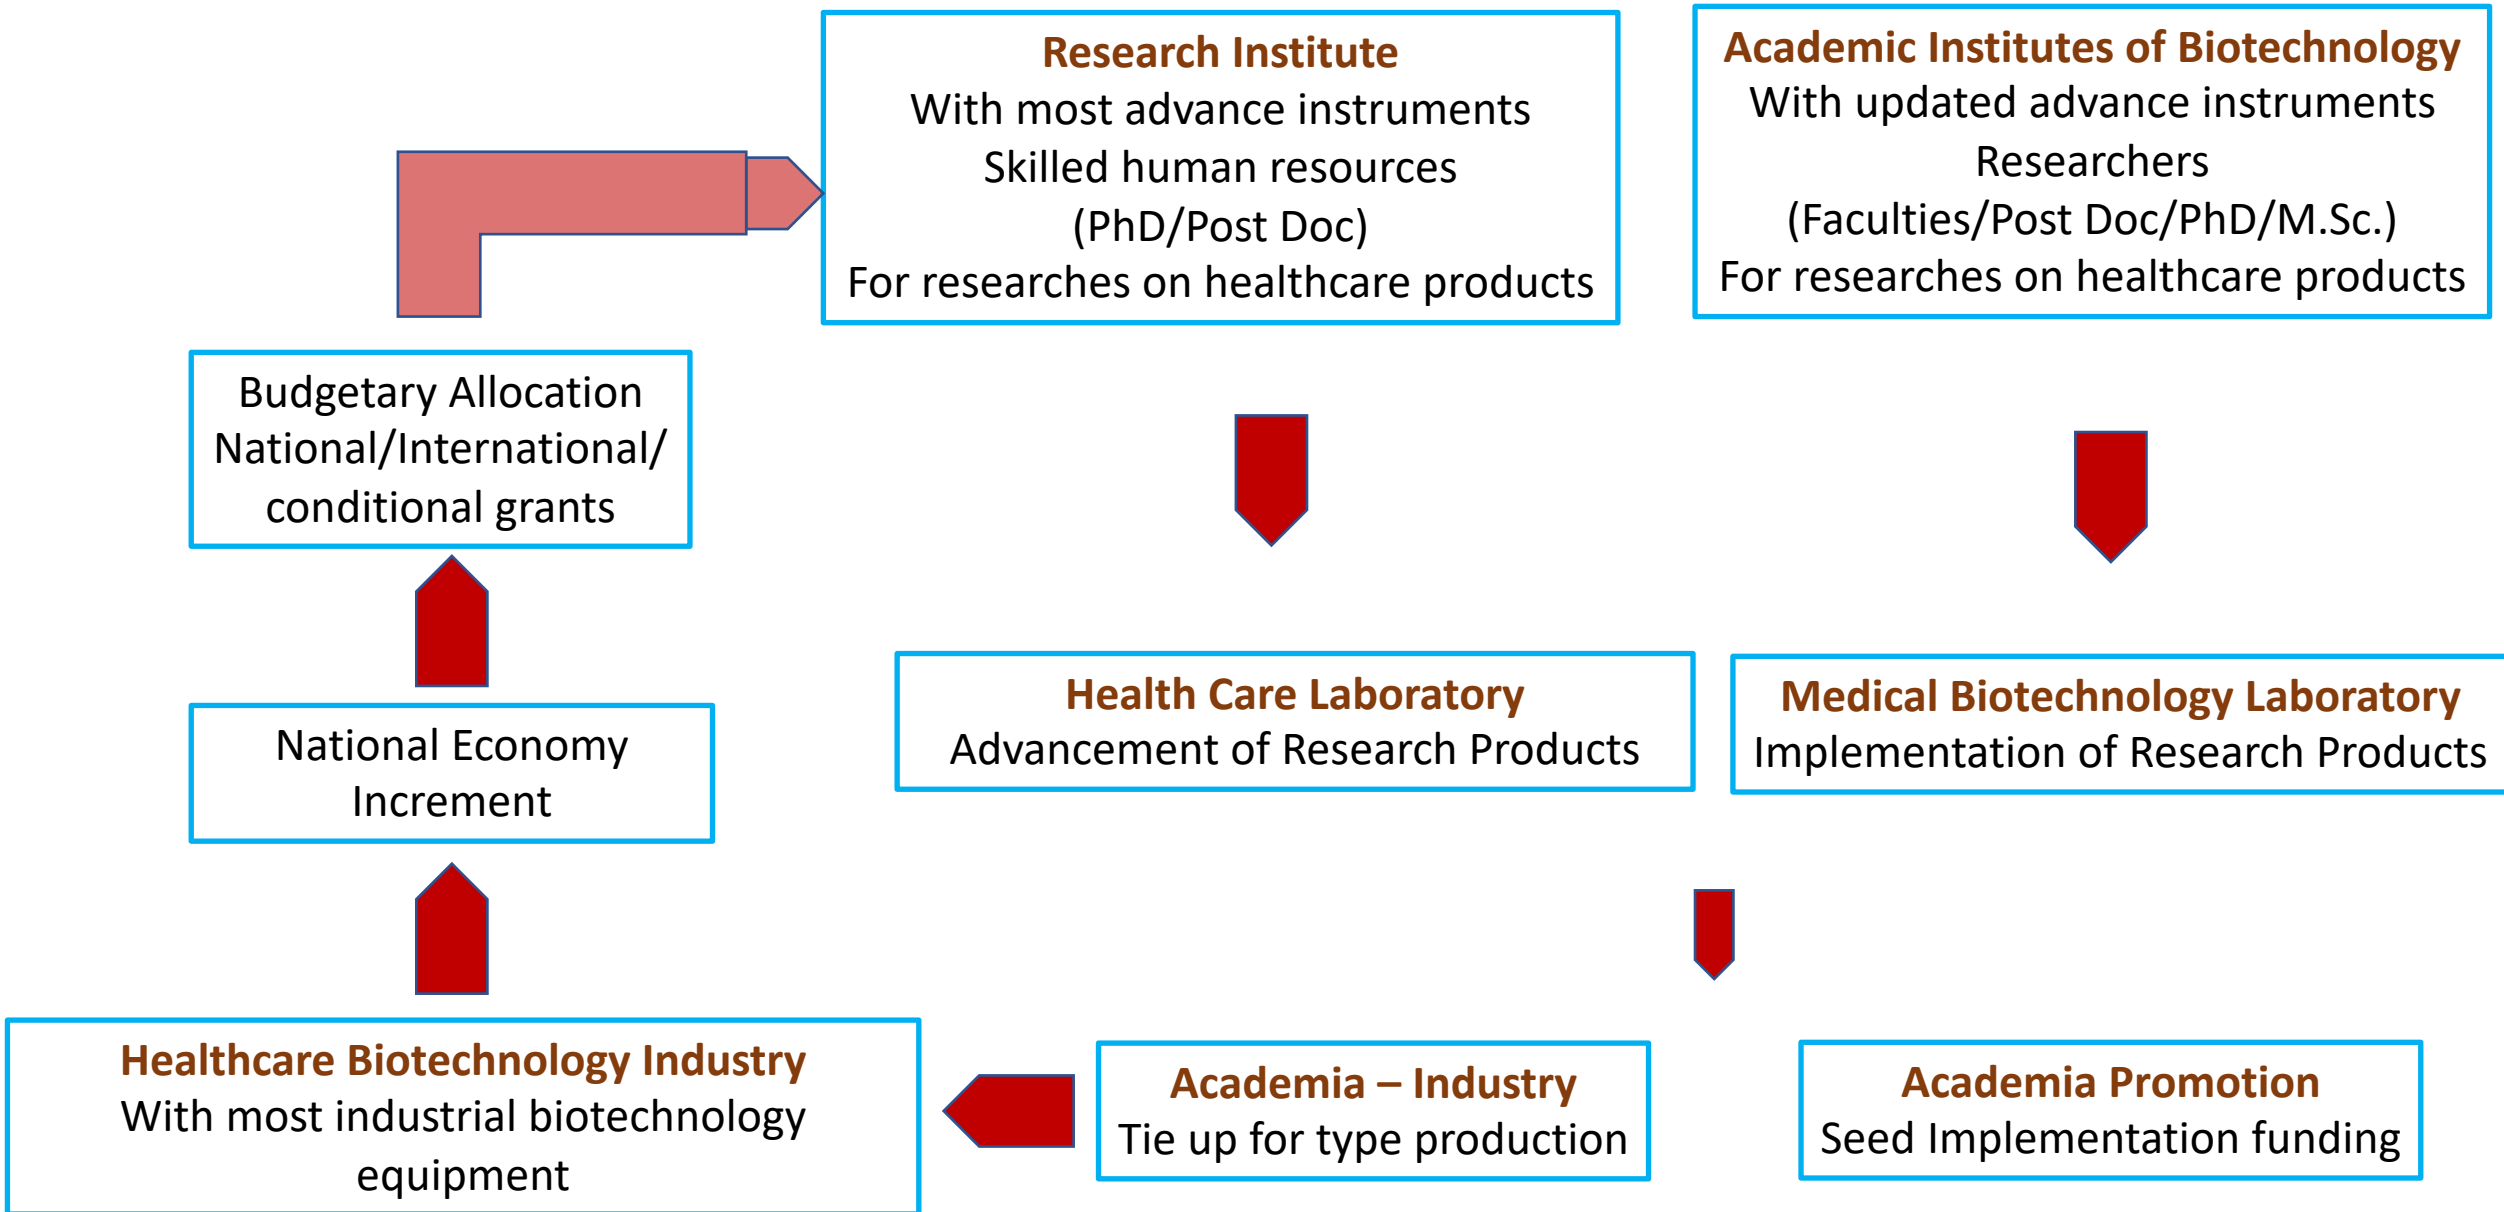 Research Institute
With most advance instruments
Skilled human resources
(PhD/Post Doc)
For researches on healthcare products
Academic Institutes of Biotechnology
With updated advance instruments
Researchers
(Faculties/Post Doc/PhD/M.Sc.)
For researches on healthcare products
Budgetary Allocation
National/International/
conditional grants
National Economy
Increment
Health Care Laboratory
Advancement of Research Products
Medical Biotechnology Laboratory
Implementation of Research Products
Healthcare Biotechnology Industry
With most industrial biotechnology
equipment
Academia – Industry
Tie up for type production
Academia Promotion
Seed Implementation funding